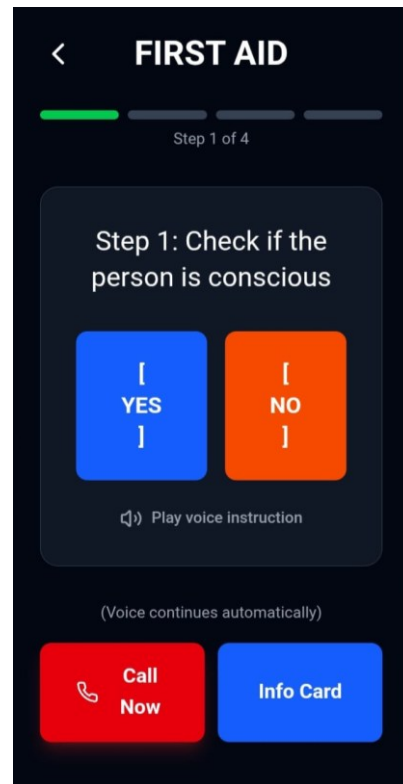 FIRST AID
Step 1 of 4
Step 1: Check if the
person is conscious
[ [
YES NO
] ]
Play voice instruction
(Voice continues automatically)
Call
Now
Info Card